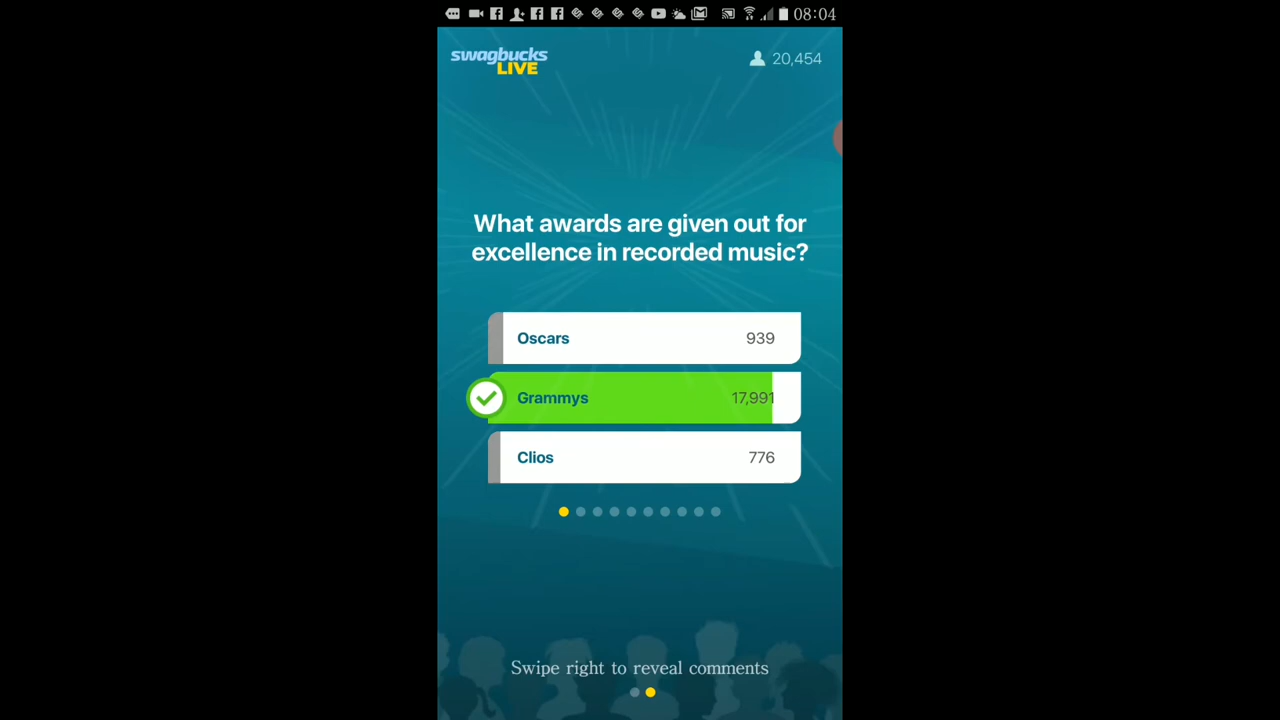 08:04
swagbucks
LIVE
20,454
What awards are given out for
excellence in recorded music?
Oscars 939
Grammys 17,991
Clios 776
Swipe right to reveal comments